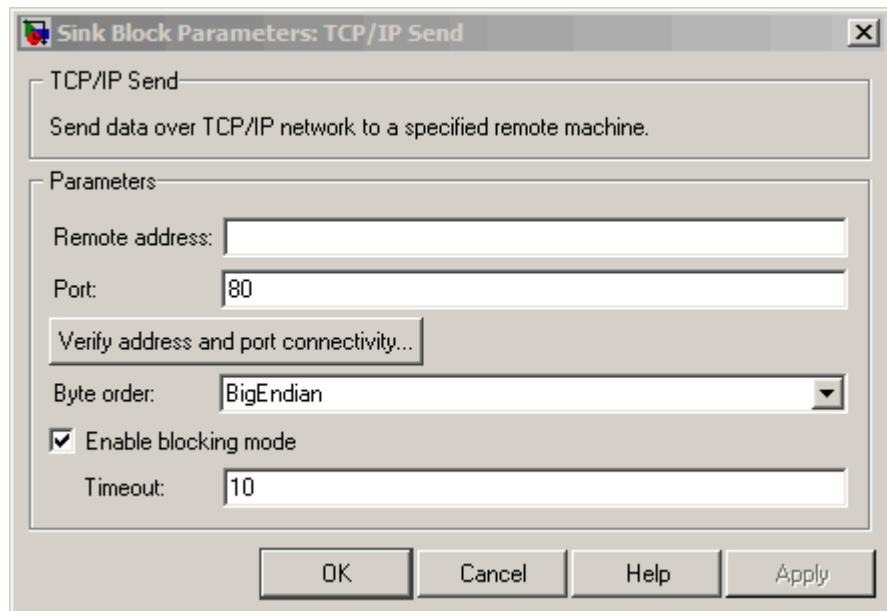 Sink Block Parameters: TCP/IP Send
TCP/IP Send
Send data over TCP/IP network to a specified remote machine.
Parameters
Remote address:
Port: 80
Verify address and port connectivity...
Byte order: BigEndian
Enable blocking mode
Timeout: 10
OK Cancel Help Apply